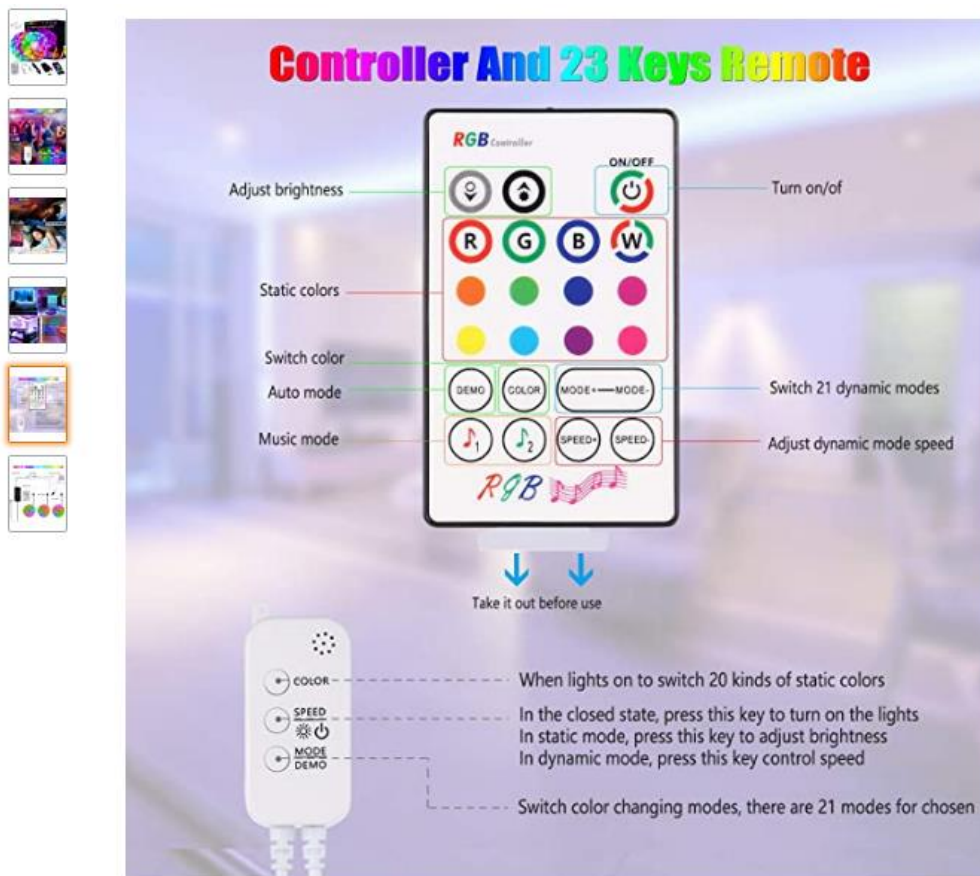 Controller And 23 Keys Remote
RGB Controller
ON/OFF
Adjust brightness
Turn on/of
R G B W
Static colors
Switch color
Auto mode
DEMO COLOR MODE+ MODE-
Switch 21 dynamic modes
Music mode
1 2 SPEED+ SPEED-
Adjust dynamic mode speed
RGB
Take it out before use
COLOR
When lights on to switch 20 kinds of static colors
SPEED
In the closed state, press this key to turn on the lights
In static mode, press this key to adjust brightness
In dynamic mode, press this key control speed
MODE
DEMO
Switch color changing modes, there are 21 modes for chosen